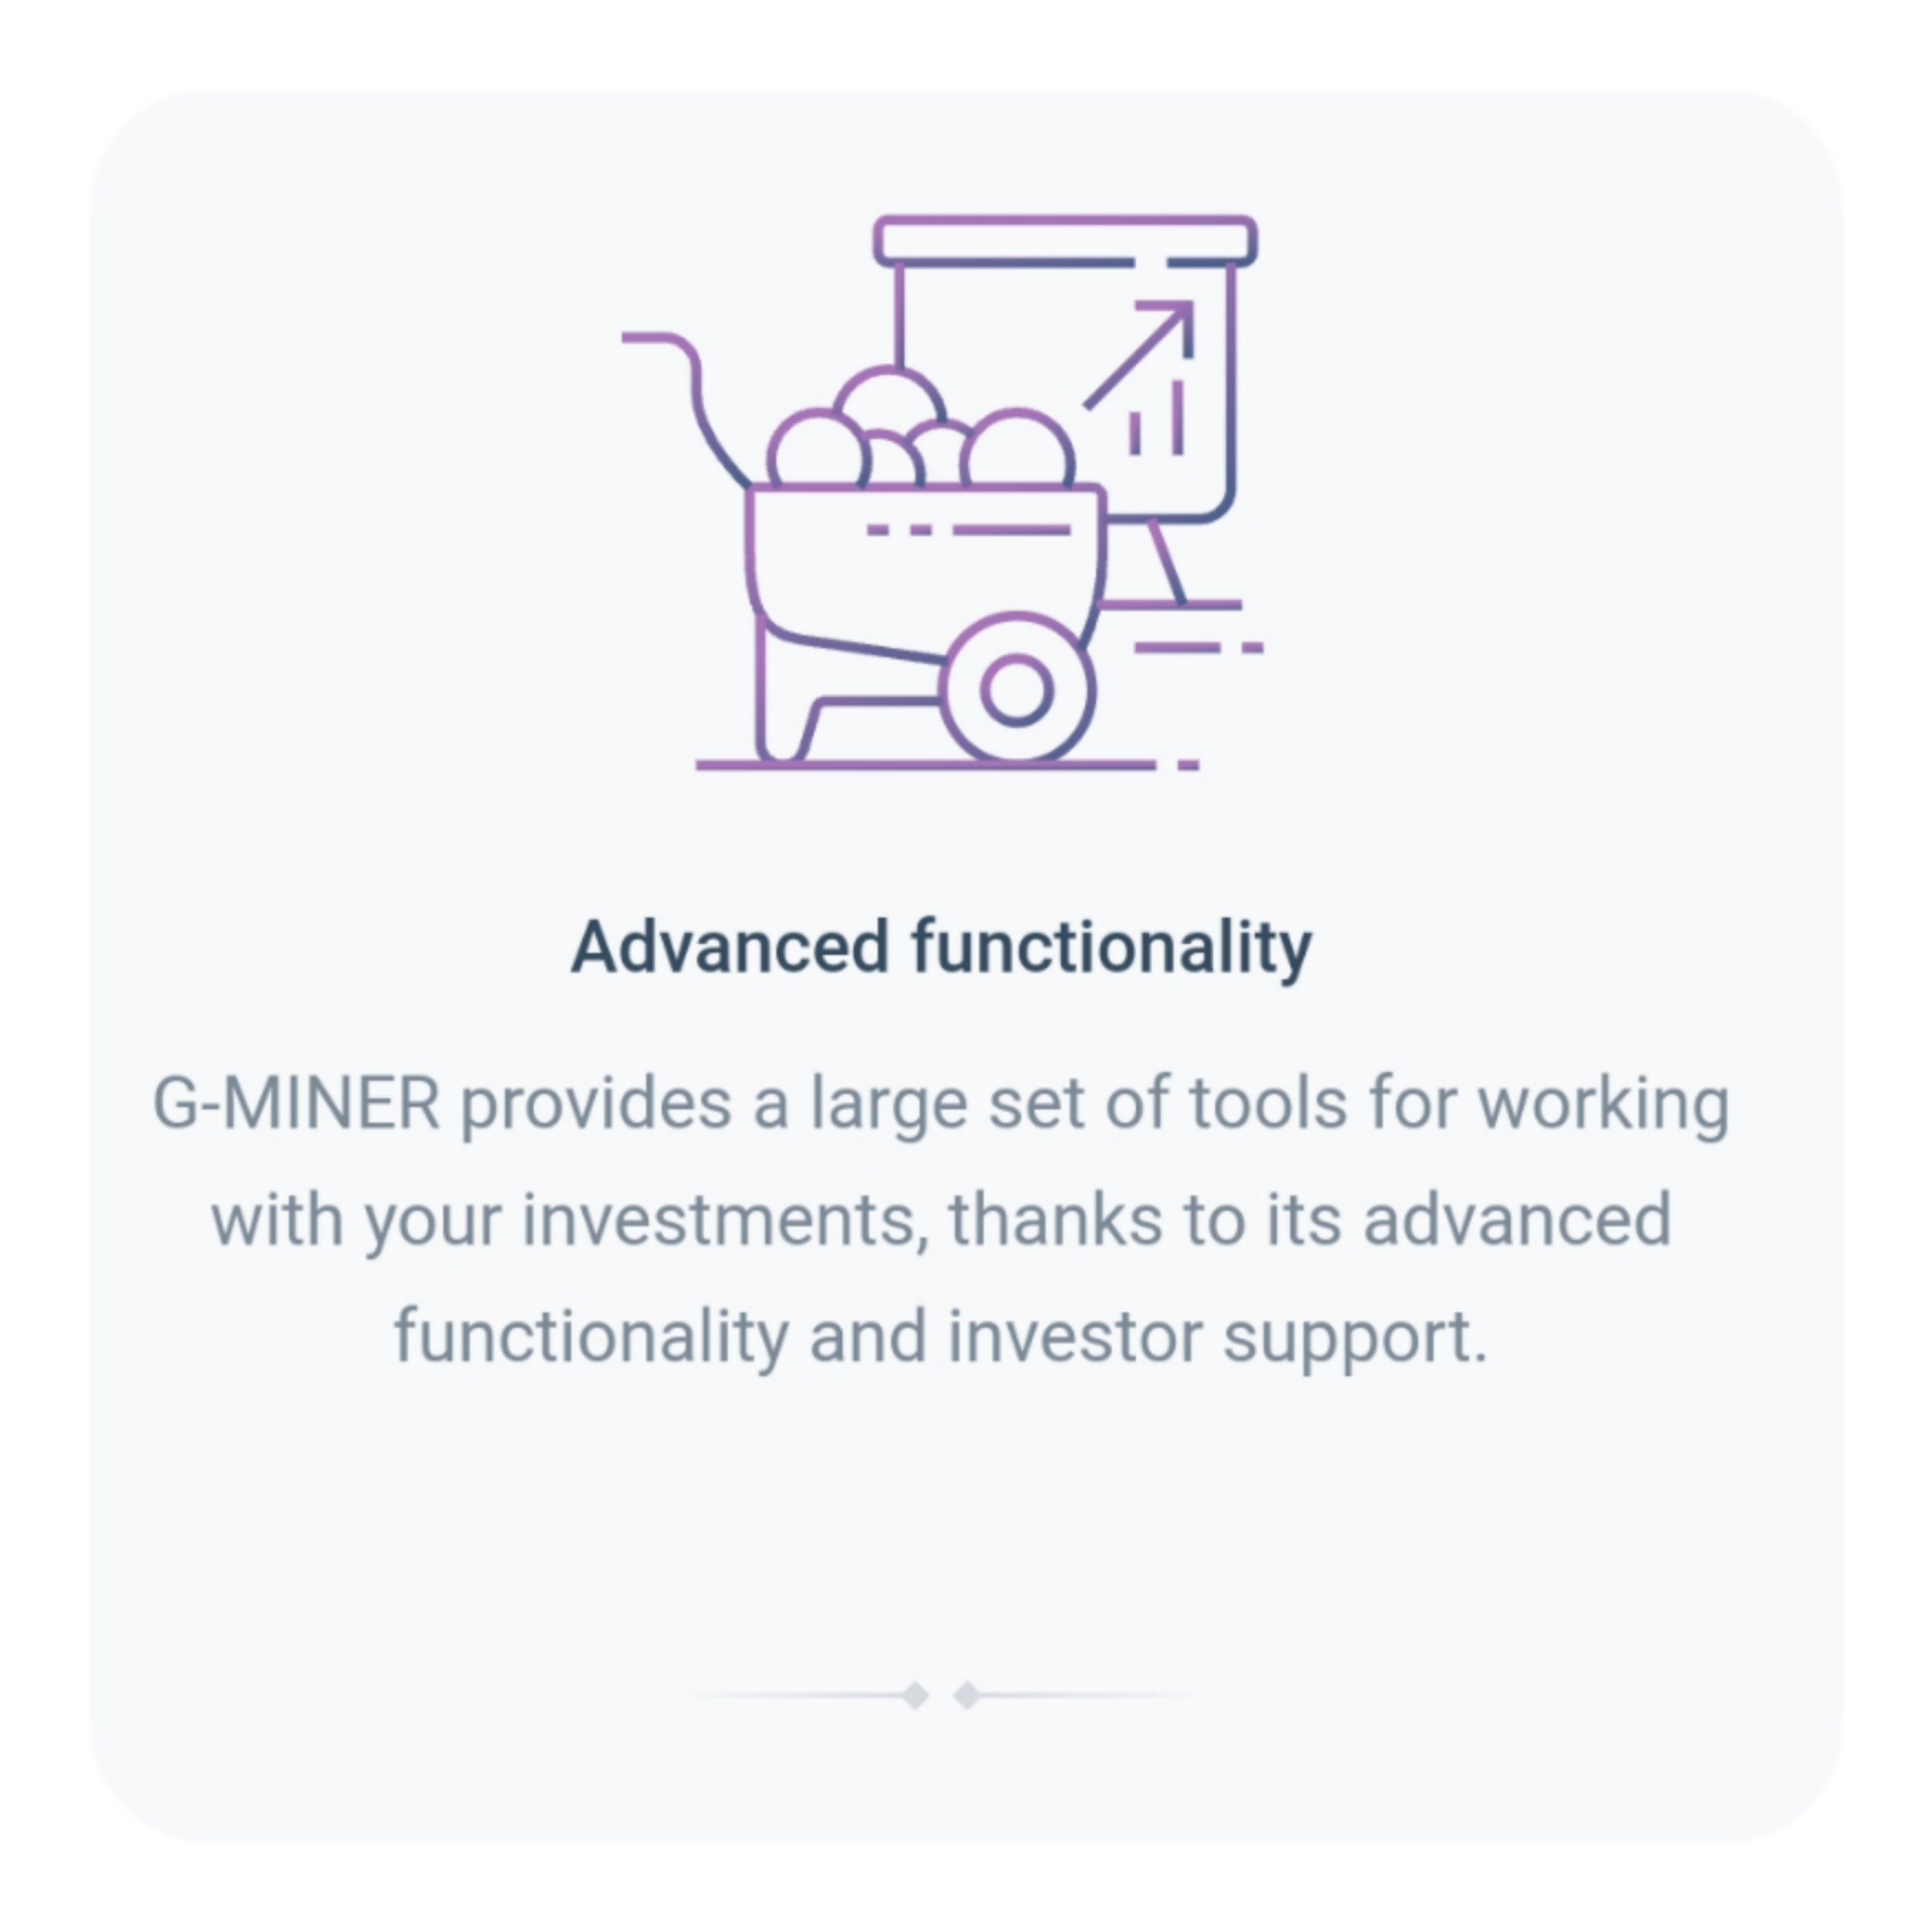 Advanced functionality
G-MINER provides a large set of tools for working
with your investments, thanks to its advanced
functionality and investor support.